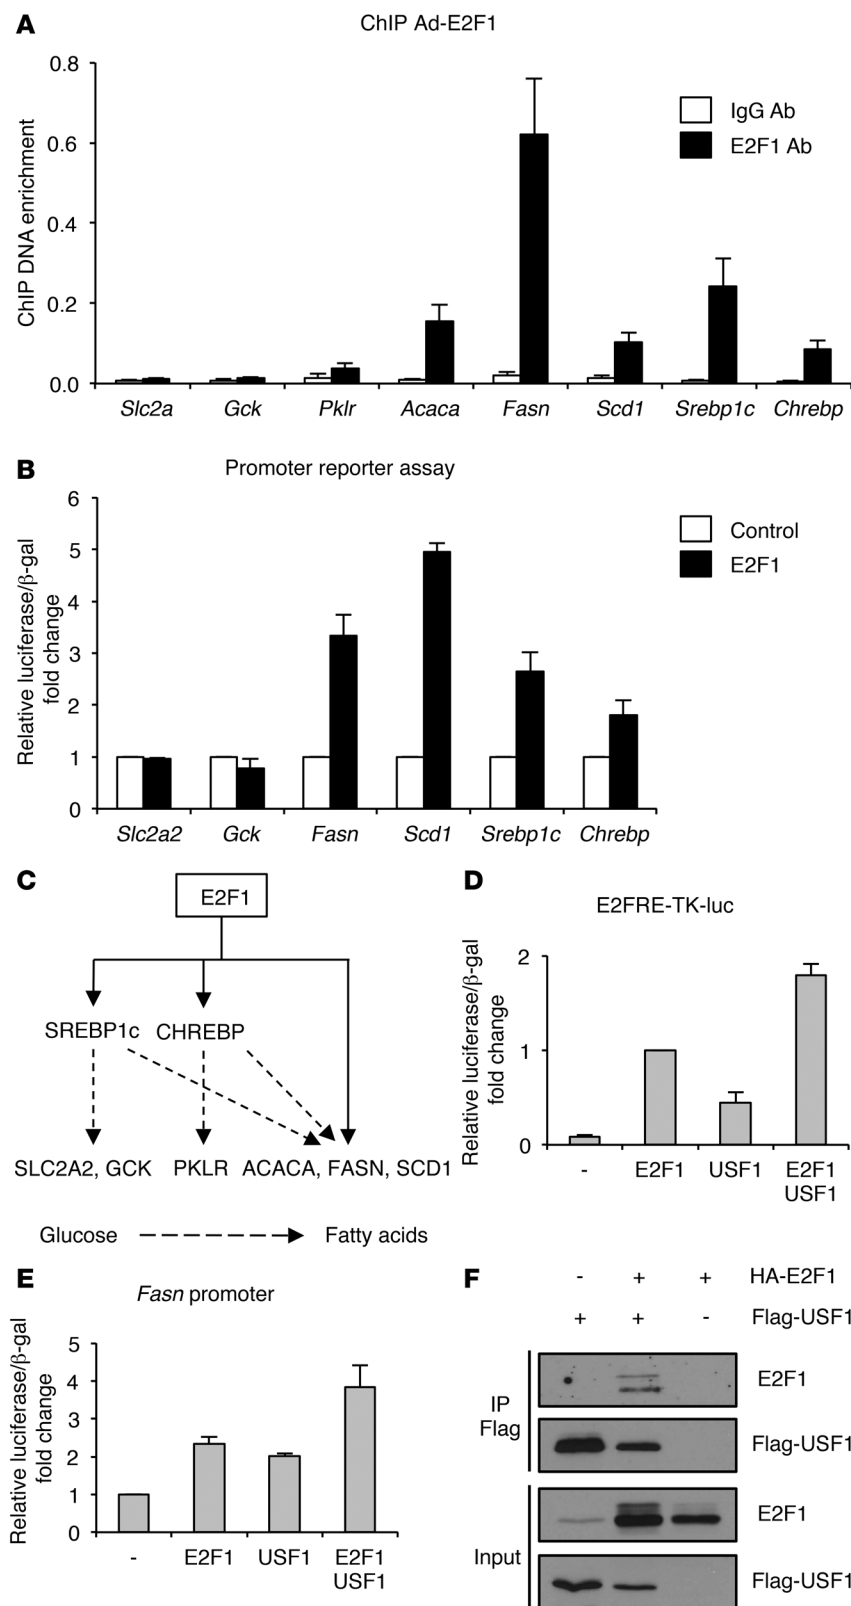 A
ChIP Ad-E2F1
ChIP DNA enrichment
0.8
0.6
0.4
0.2
0.0
IgG Ab
E2F1 Ab
Slc2a Gck Pklr Acaca Fasn Scd1 Srebp1c Chrebp
B
Promoter reporter assay
Relative luciferase/β-gal
fold change
6
5
4
3
2
1
0
Control
E2F1
Slc2a2 Gck Fasn Scd1 Srebp1c Chrebp
C
E2F1
SREBP1c CHREBP
SLC2A2, GCK PKLR ACACA, FASN, SCD1
Glucose Fatty acids
D
E2FRE-TK-luc
Relative luciferase/β-gal
fold change
2
1
0
- E2F1 USF1 E2F1
USF1
E
Fasn promoter
Relative luciferase/β-gal
fold change
5
4
3
2
1
0
- E2F1 USF1 E2F1
USF1
F
- + + HA-E2F1
+ + - Flag-USF1
IP
Flag
E2F1
Flag-USF1
Input
E2F1
Flag-USF1